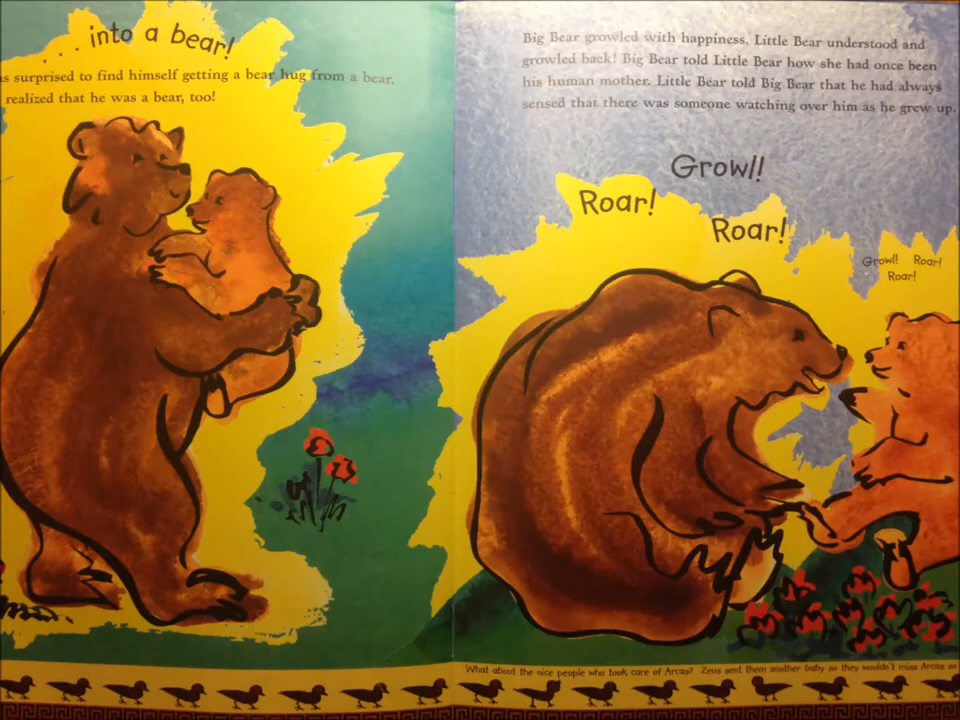 . . . into a bear!
s surprised to find himself getting a bear hug from a bear.
realized that he was a bear, too!
Big Bear growled with happiness. Little Bear understood and
growled back! Big Bear told Little Bear how she had once been
his human mother. Little Bear told Big Bear that he had always
sensed that there was someone watching over him as he grew up.
Growl!
Roar!
Roar!
Growl! Roar!
Roar!
What about the nice people who took care of Arcas? Zeus sent them another baby so they wouldn't miss Arcas so